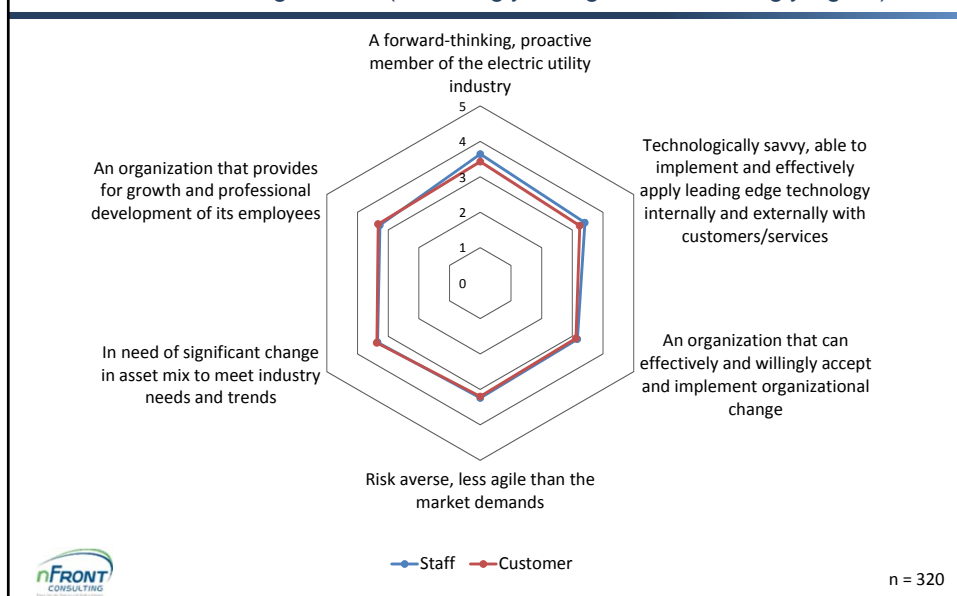 A forward-thinking, proactive
member of the electric utility
industry
5
4
3
2
1
0
Technologically savvy, able to
implement and effectively
apply leading edge technology
internally and externally with
customers/services
An organization that can
effectively and willingly accept
and implement organizational
change
Risk averse, less agile than the
market demands
In need of significant change
in asset mix to meet industry
needs and trends
An organization that provides
for growth and professional
development of its employees
Staff
Customer
nFRONT
CONSULTING
n = 320